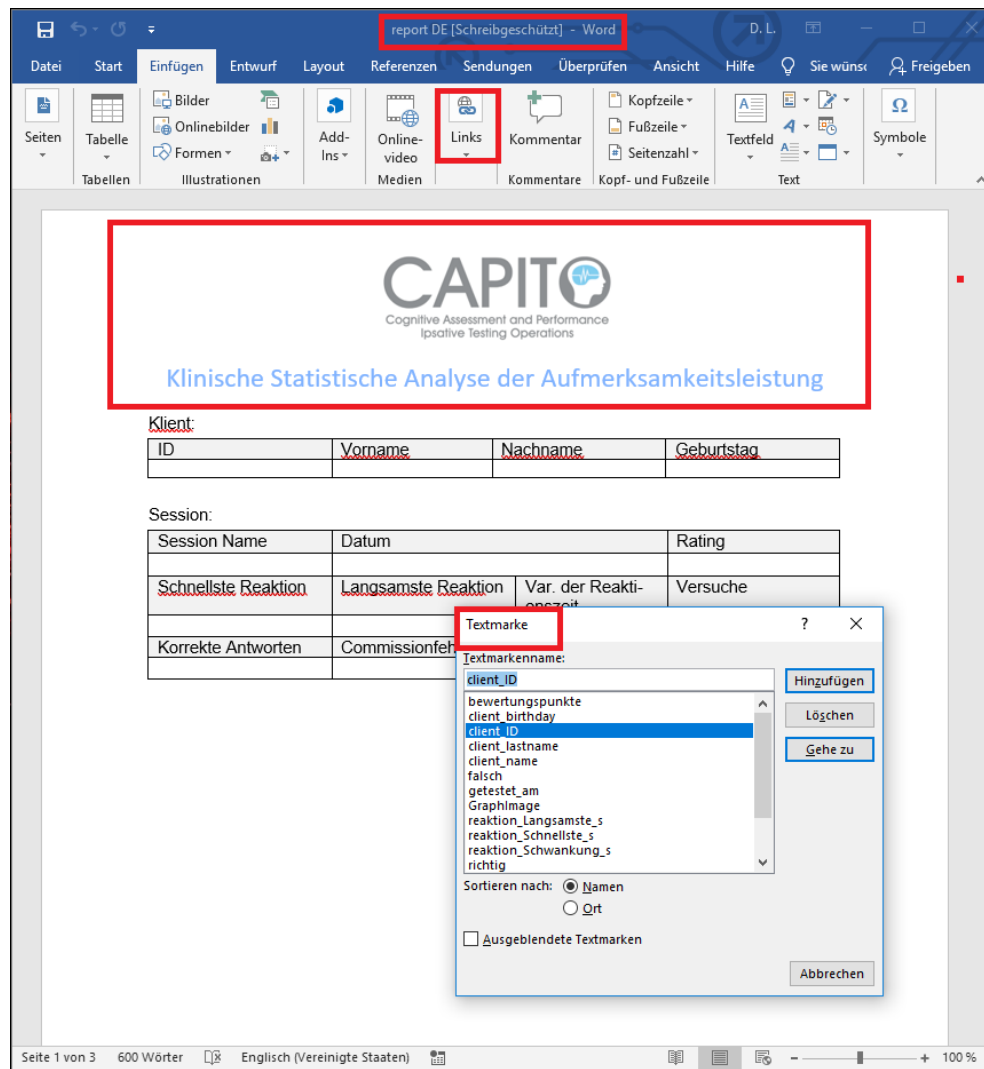 report DE [Schreibgeschützt] - Word
D. L.
Datei Start Einfügen Entwurf Layout Referenzen Sendungen Überprüfen Ansicht Hilfe Sie wünsc Freigeben
Seiten
Tabelle
Tabellen
Bilder
Onlinebilder
Formen
Illustrationen
Add-
Ins
Online-
video
Medien
Links
Kommentar
Kommentare
Kopfzeile
Fußzeile
Seitenzahl
Kopf- und Fußzeile
Textfeld
Text
Symbole
CAPITO
Cognitive Assessment and Performance
Ipsative Testing Operations
Klinische Statistische Analyse der Aufmerksamkeitsleistung
Klient:
ID Vorname Nachname Geburtstag
Session:
Session Name Datum Rating
Schnellste Reaktion Langsamste Reaktion Var. der Reakti- Versuche
onszeit
Korrekte Antworten Commissionfeh
Textmarke
? ×
Textmarkenname:
client_ID
bewertungspunkte
client_birthday
client_ID
client_lastname
client_name
falsch
getestet_am
GraphImage
reaktion_Langsamste_s
reaktion_Schnellste_s
reaktion_Schwankung_s
richtig
Hinzufügen
Löschen
Gehe zu
Sortieren nach: Namen
Ort
Ausgeblendete Textmarken
Abbrechen
Seite 1 von 3 600 Wörter Englisch (Vereinigte Staaten) - + 100 %